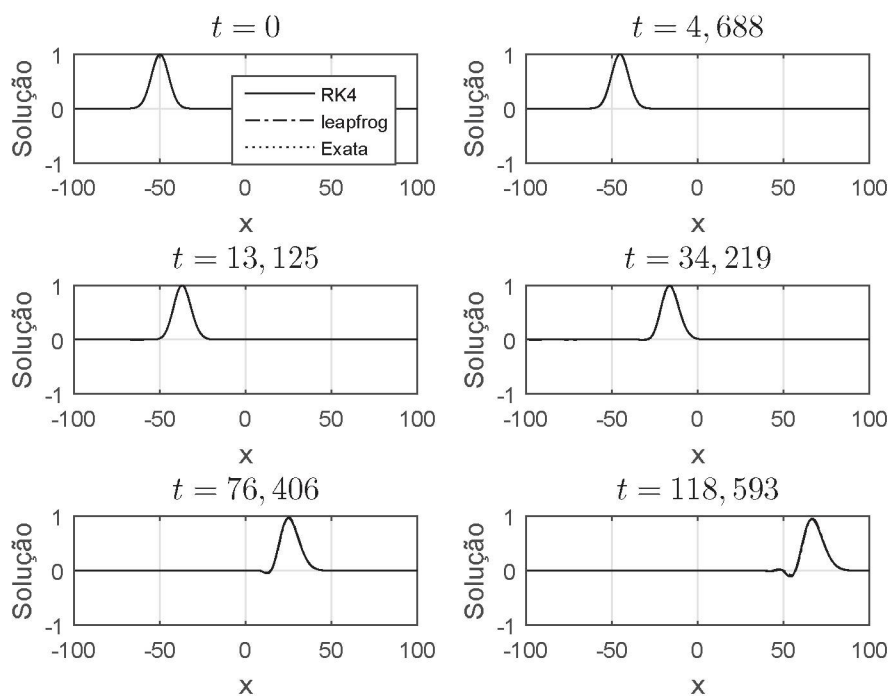 t = 0
1
0
-1
Solução
-100 -50 0 50 100
x
RK4
leapfrog
Exata
t = 4, 688
1
0
-1
Solução
-100 -50 0 50 100
x
t = 13, 125
1
0
-1
Solução
-100 -50 0 50 100
x
t = 34, 219
1
0
-1
Solução
-100 -50 0 50 100
x
t = 76, 406
1
0
-1
Solução
-100 -50 0 50 100
x
t = 118, 593
1
0
-1
Solução
-100 -50 0 50 100
x